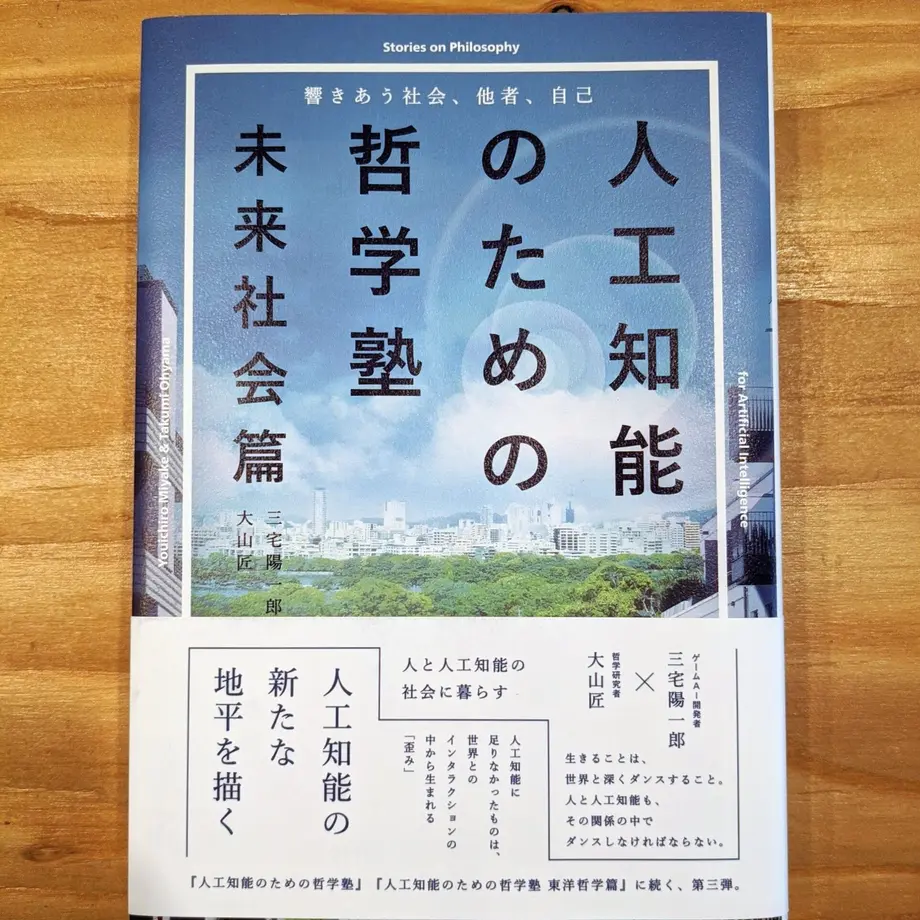 Stories on Philosophy
響きあう社会、他者、自己
人工知能
のための
哲学塾
未来社会篇
三宅陽一郎
大山匠
Youichiro Miyake & Takumi Ohyama
for Artificial Intelligence
ゲームAI開発者
三宅陽一郎
×
哲学研究者
大山匠
人と人工知能の
社会に暮らす
人工知能の
新たな
地平を描く
人工知能に
足りなかったものは、
世界との
インタラクションの
中から生まれる
「歪み」
生きることは、
世界と深くダンスすること。
人と人工知能も、
その関係の中で
ダンスしなければならない。
『人工知能のための哲学塾』『人工知能のための哲学塾 東洋哲学篇』に続く、第三弾。